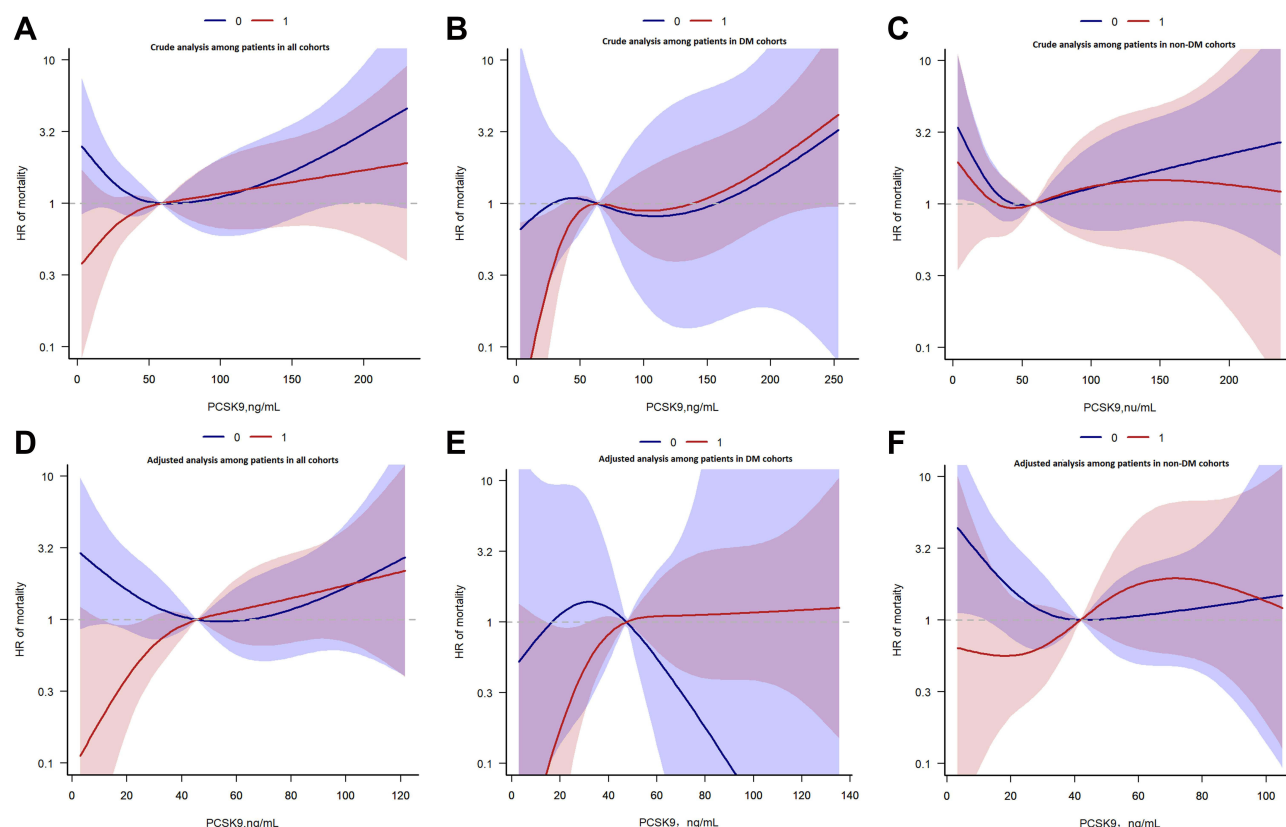 A
0 1
Crude analysis among patients in all cohorts
10
3.2
1
0.3
0.1
HR of mortality
0 50 100 150 200
PCSK9,ng/mL
B
0 1
Crude analysis among patients in DM cohorts
10
3.2
1
0.3
0.1
HR of mortality
0 50 100 150 200 250
PCSK9,ng/mL
C
0 1
Crude analysis among patients in non-DM cohorts
10
3.2
1
0.3
0.1
HR of mortality
0 50 100 150 200
PCSK9,nu/mL
D
0 1
Adjusted analysis among patients in all cohorts
10
3.2
1
0.3
0.1
HR of mortality
0 20 40 60 80 100 120
PCSK9,ng/mL
E
0 1
Adjusted analysis among patients in DM cohorts
10
3.2
1
0.3
0.1
HR of mortality
0 20 40 60 80 100 120 140
PCSK9，ng/mL
F
0 1
Adjusted analysis among patients in non-DM cohorts
10
3.2
1
0.3
0.1
HR of mortality
0 20 40 60 80 100
PCSK9，ng/mL